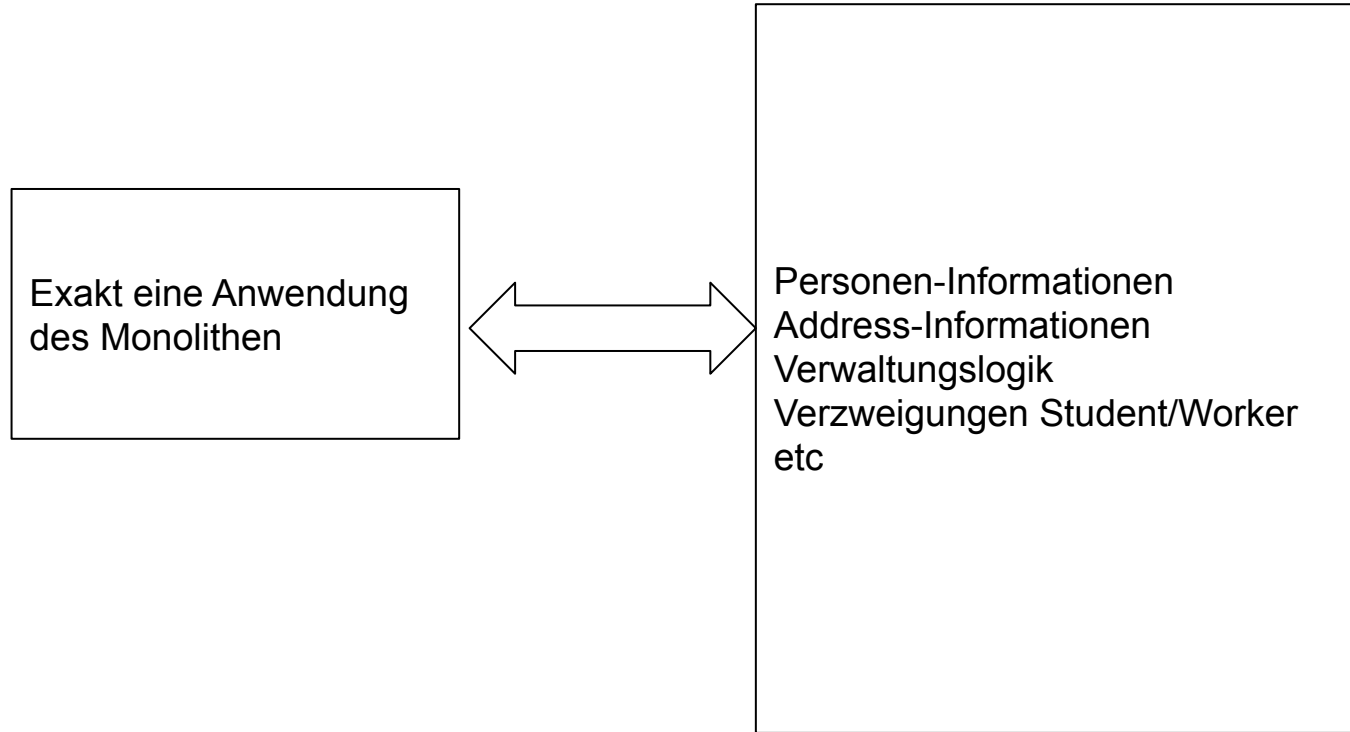 Exakt eine Anwendung
des Monolithen
Personen-Informationen
Address-Informationen
Verwaltungslogik
Verzweigungen Student/Worker
etc